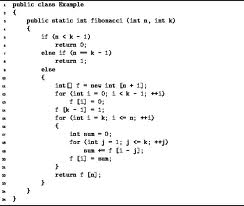 1 public class Example
2 {
3 public static int fibonacci (int n, int k)
4 {
5 if (n < k - 1)
6 return 0;
7 else if (n == k - 1)
8 return 1;
9 else
10 {
11 int[] f = new int [n + 1];
12 for (int i = 0; i < k - 1; ++i)
13 f [i] = 0;
14 f [k - 1] = 1;
15 for (int i = k; i <= n; ++i)
16 {
17 int sum = 0;
18 for (int j = 1; j <= k; ++j)
19 sum += f [i - j];
20 f [i] = sum;
21 }
22 return f [n];
23 }
24 }
25 }